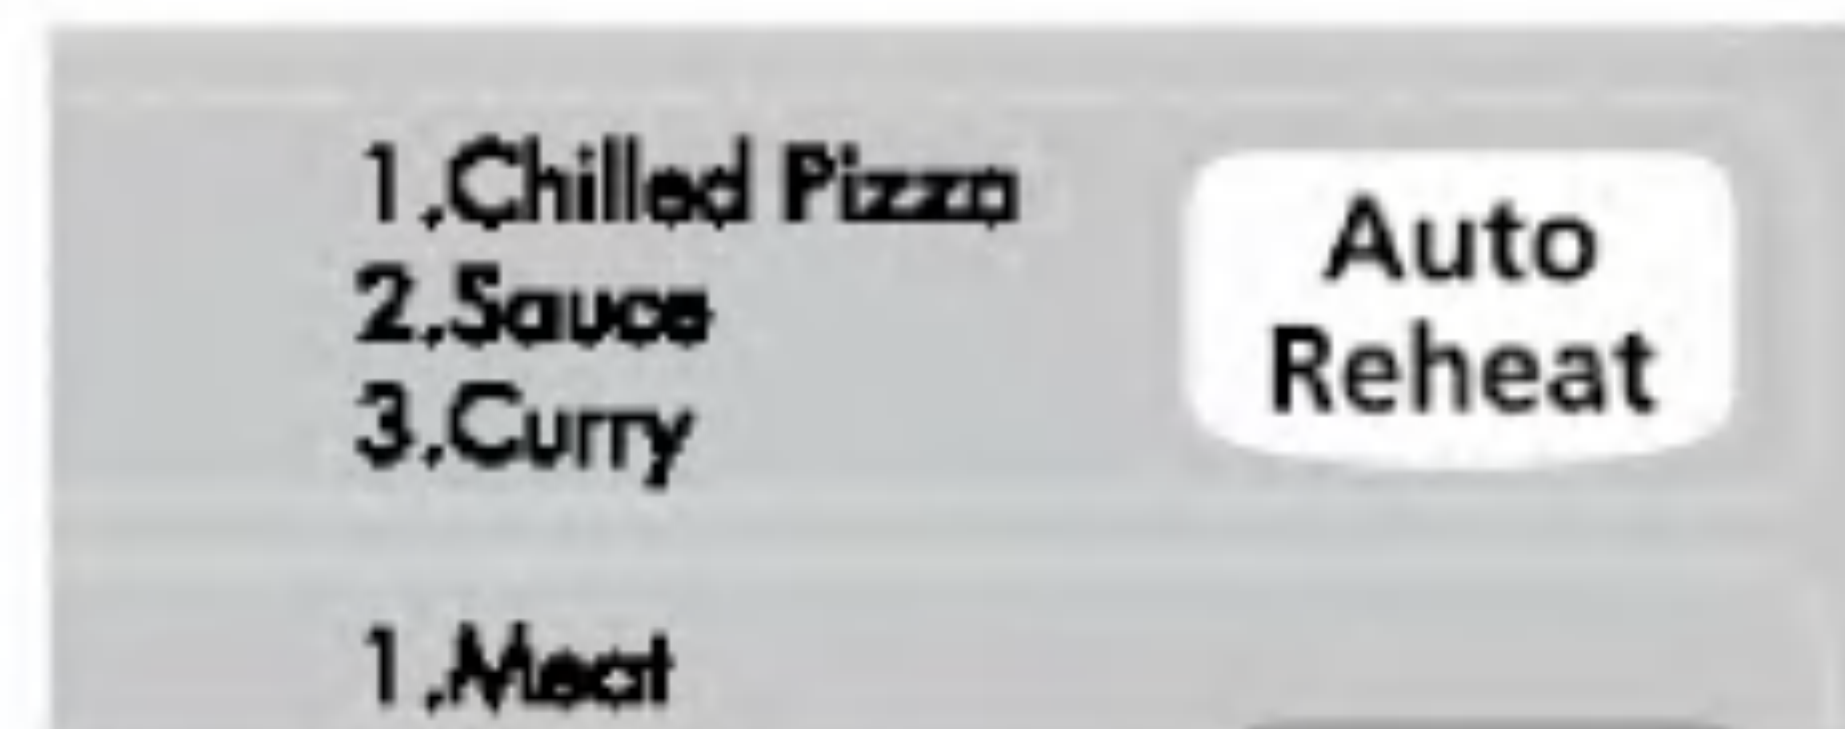 1.Chilled Pizza
2.Sauce
3.Curry
Auto
Reheat
1.Meat